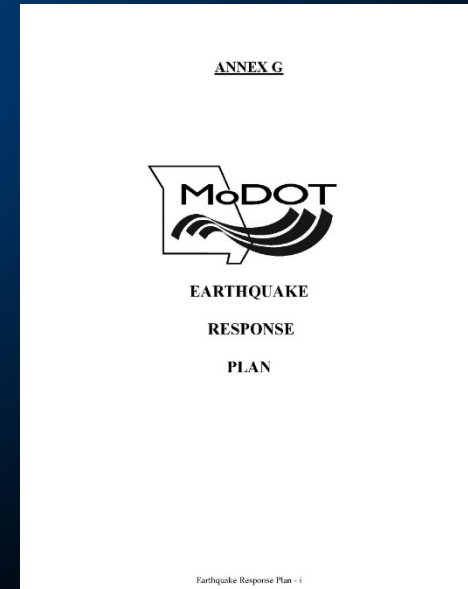 ANNEX G
MoDOT
EARTHQUAKE
RESPONSE
PLAN
Earthquake Response Plan - i